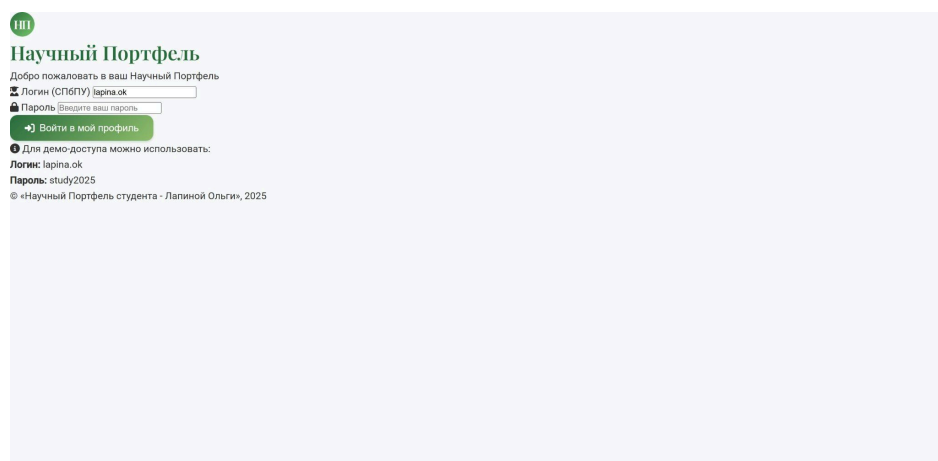 НП
Научный Портфель
Добро пожаловать в ваш Научный Портфель
Логин (СПбПУ) lapina.ok
Пароль Введите ваш пароль
Войти в мой профиль
Для демо-доступа можно использовать:
Логин: lapina.ok
Пароль: study2025
© «Научный Портфель студента - Лапиной Ольги», 2025